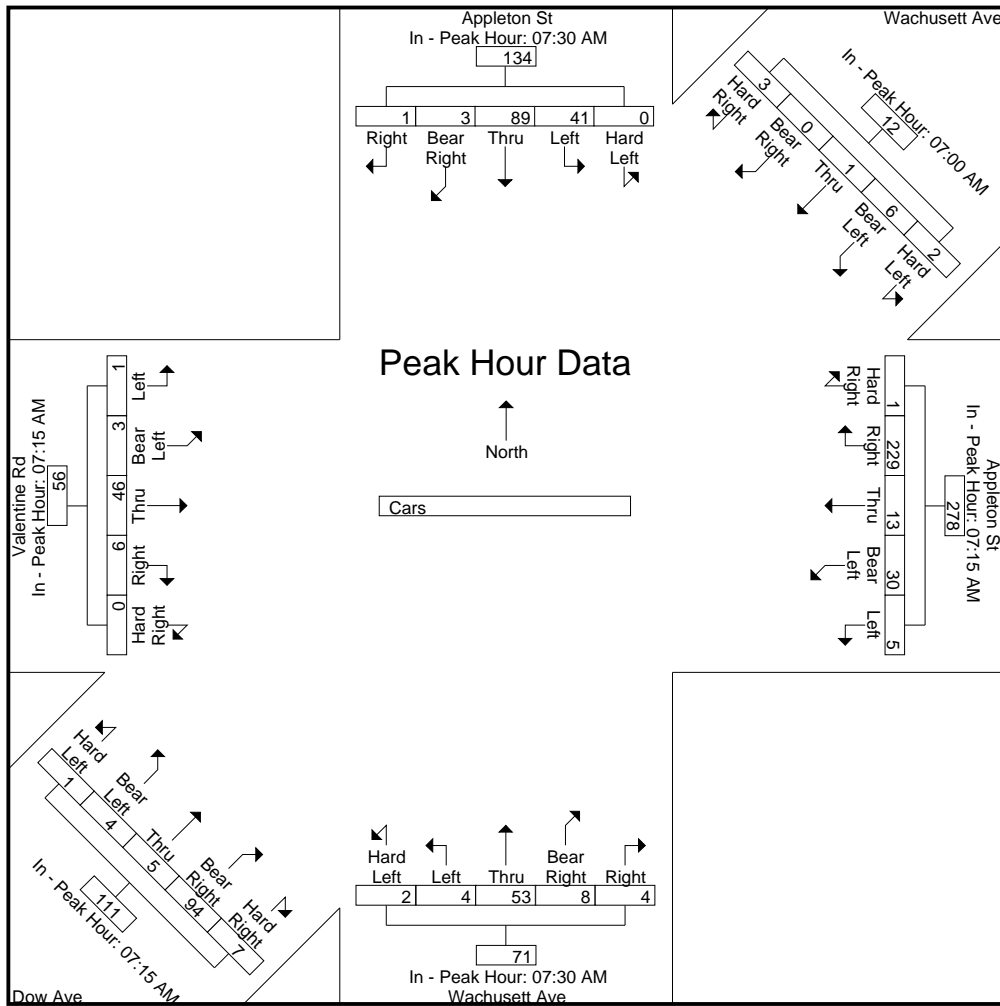 Appleton St
In - Peak Hour: 07:30 AM
134
1 3 89 41 0
Right
Bear
Right
Thru
Left
Hard
Left
Wachusett Ave
In - Peak Hour: 07:00 AM
12
3 0 1 6 2
Hard
Right
Bear
Right
Thru
Bear
Left
Hard
Left
Peak Hour Data
North
Cars
Valentine Rd
In - Peak Hour: 07:15 AM
56
1 3 46 6 0
Left
Bear
Left
Thru
Right
Hard
Right
Appleton St
In - Peak Hour: 07:15 AM
278
1 229 13 30 5
Hard
Right
Right
Thru
Bear
Left
Left
Hard
Left
Bear
Left
Thru
Bear
Right
Hard
Right
1 4 5 94 7
111
In - Peak Hour: 07:15 AM
Dow Ave
Hard
Left
Left
Thru
Bear
Right
Right
2 4 53 8 4
71
In - Peak Hour: 07:30 AM
Wachusett Ave